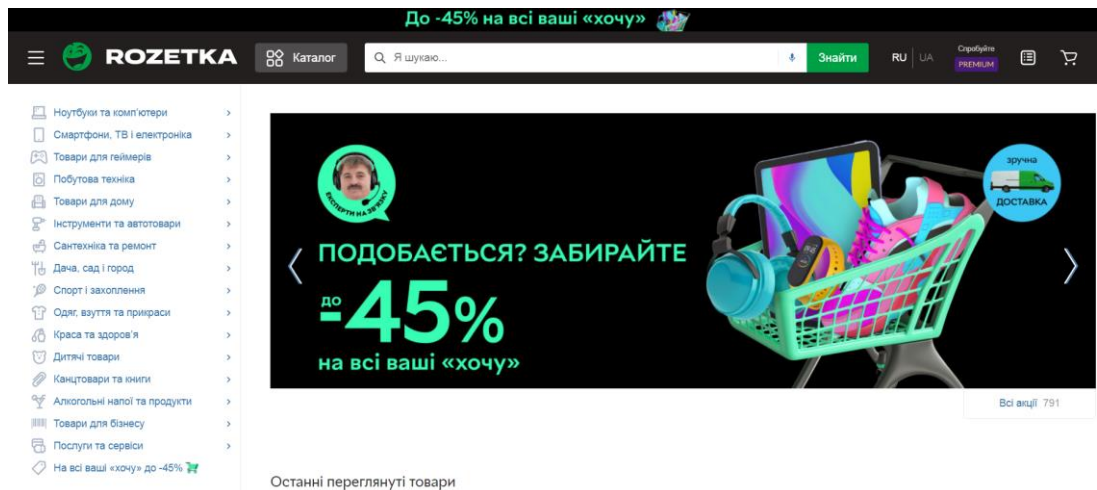 До -45% на всі ваші «хочу»
ROZETKA
Каталог
Я шукаю...
Знайти
RU | UA
Спробуйте
PREMIUM
Ноутбуки та комп'ютери
Смартфони, ТВ і електроніка
Товари для геймерів
Побутова техніка
Товари для дому
Інструменти та автотовари
Сантехніка та ремонт
Дача, сад і город
Спорт і захоплення
Одяг, взуття та прикраси
Краса та здоров'я
Дитячі товари
Канцтовари та книги
Алкогольні напої та продукти
Товари для бізнесу
Послуги та сервіси
На всі ваші «хочу» до -45%
ЕКСПЕРТИ НА ЗВ'ЯЗКУ
ПОДОБАЄТЬСЯ? ЗАБИРАЙТЕ
до
-45%
на всі ваші «хочу»
зручна
ДОСТАВКА
Всі акції 791
Останні переглянуті товари